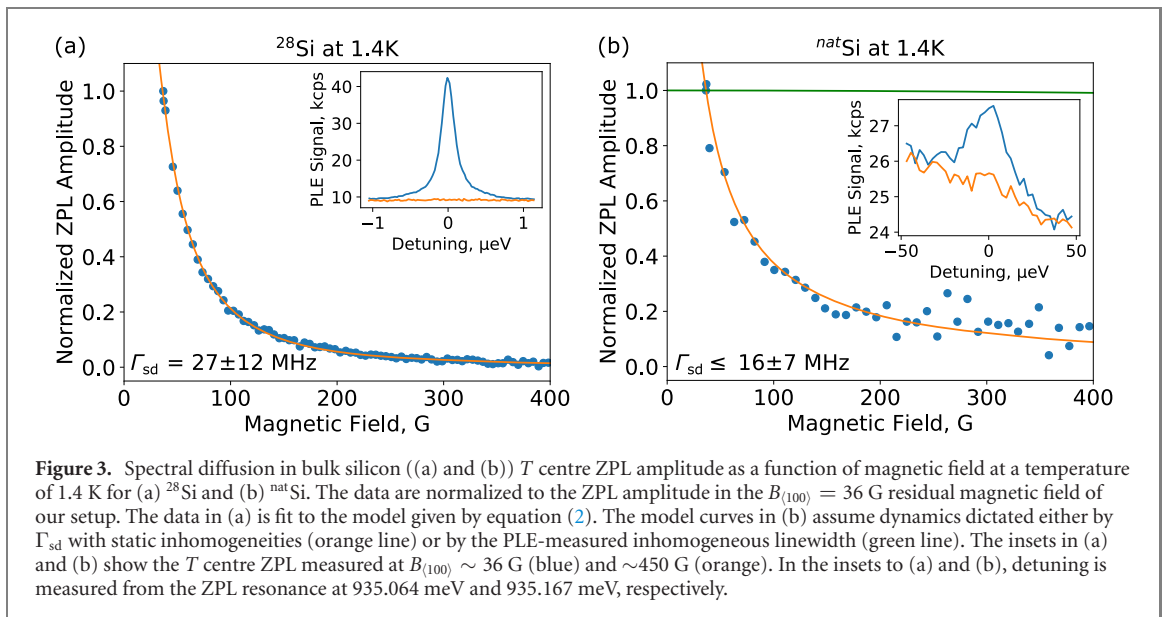 (a)
²⁸Si at 1.4K
Normalized ZPL Amplitude
1.0
0.8
0.6
0.4
0.2
0.0
0
100
200
300
400
Magnetic Field, G
Γsd = 27±12 MHz
PLE Signal, kcps
40
30
20
10
−1
0
1
Detuning, µeV
(b)
ⁿᵃᵗSi at 1.4K
Normalized ZPL Amplitude
1.0
0.8
0.6
0.4
0.2
0.0
0
100
200
300
400
Magnetic Field, G
Γsd ≤ 16±7 MHz
PLE Signal, kcps
27
26
25
24
−50
0
50
Detuning, µeV
Figure 3. Spectral diffusion in bulk silicon ((a) and (b)) T centre ZPL amplitude as a function of magnetic field at a temperature
of 1.4 K for (a) ²⁸Si and (b) ⁿᵃᵗSi. The data are normalized to the ZPL amplitude in the B⟨100⟩ = 36 G residual magnetic field of
our setup. The data in (a) is fit to the model given by equation (2). The model curves in (b) assume dynamics dictated either by
Γsd with static inhomogeneities (orange line) or by the PLE-measured inhomogeneous linewidth (green line). The insets in (a)
and (b) show the T centre ZPL measured at B⟨100⟩ ∼ 36 G (blue) and ∼450 G (orange). In the insets to (a) and (b), detuning is
measured from the ZPL resonance at 935.064 meV and 935.167 meV, respectively.